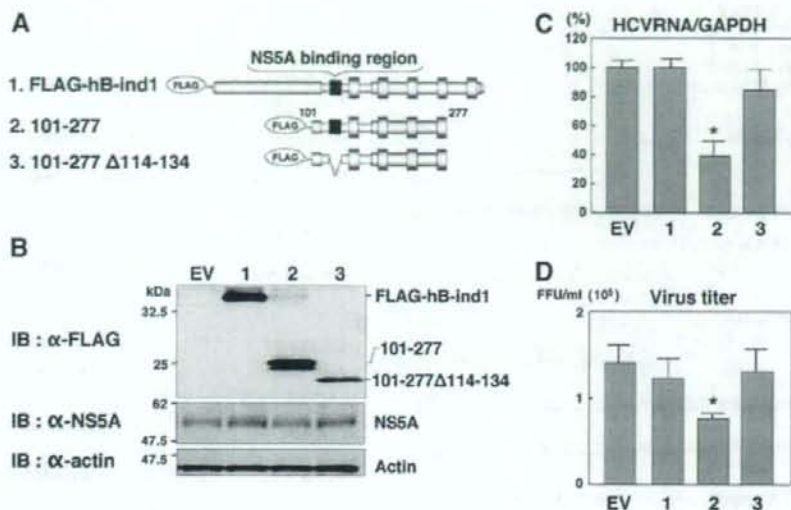 A
NS5A binding region
1. FLAG-hB-ind1
FLAG
101
277
2. 101-277
FLAG
3. 101-277 Δ114-134
FLAG
B
EV 1 2 3
kDa
32.5
25
IB : α-FLAG
FLAG-hB-ind1
101-277
101-277Δ114-134
62
IB : α-NS5A
NS5A
47.5
IB : α-actin
47.5
Actin
C
(%)
HCVRNA/GAPDH
120
100
80
60
40
20
0
*
EV 1 2 3
D
FFU/ml (10⁵)
Virus titer
2
1
0
*
EV 1 2 3